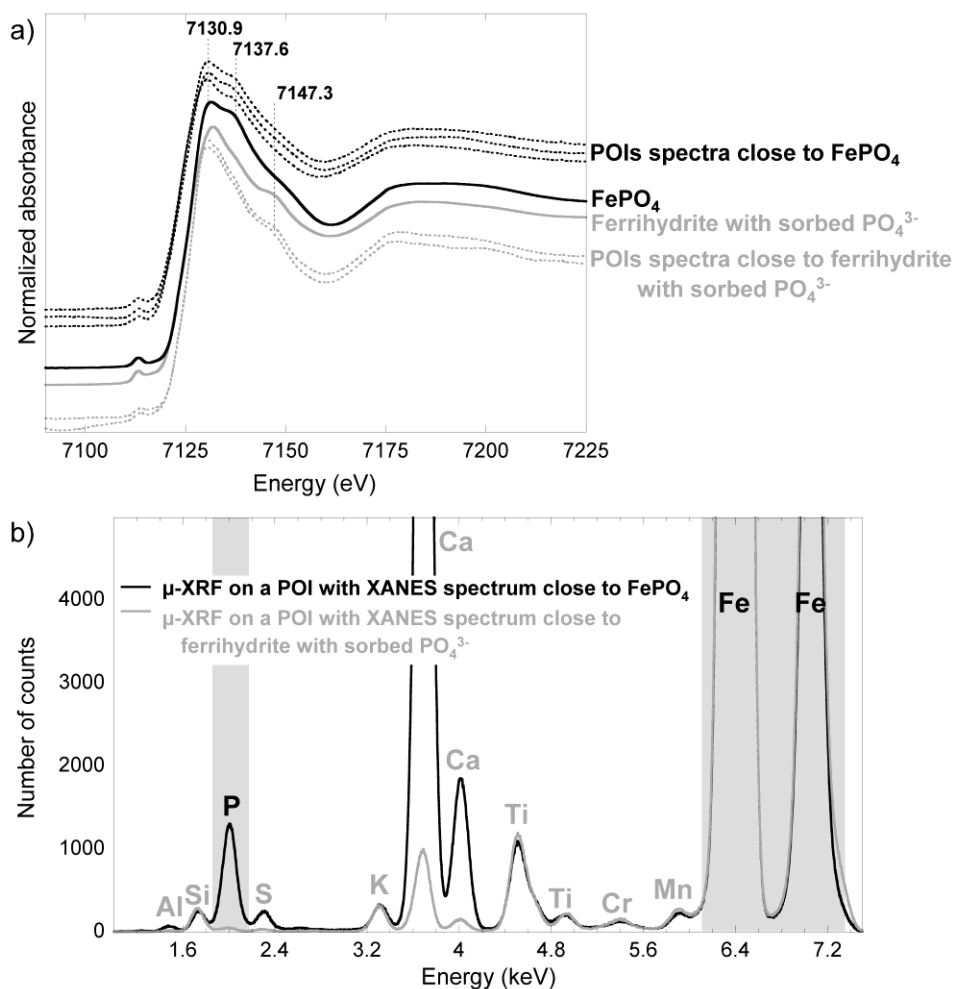 a)
7130.9
7137.6
7147.3
Normalized absorbance
POIs spectra close to FePO₄
FePO₄
Ferrihydrite with sorbed PO₄³⁻
POIs spectra close to ferrihydrite
with sorbed PO₄³⁻
7100 7125 7150 7175 7200 7225
Energy (eV)
b)
Ca
μ-XRF on a POI with XANES spectrum close to FePO₄
μ-XRF on a POI with XANES spectrum close to
ferrihydrite with sorbed PO₄³⁻
Fe Fe
Number of counts
4000
3000
2000
1000
0
Ca
P
Ti
Al Si S K Ti Cr Mn
1.6 2.4 3.2 4 4.8 5.6 6.4 7.2
Energy (keV)